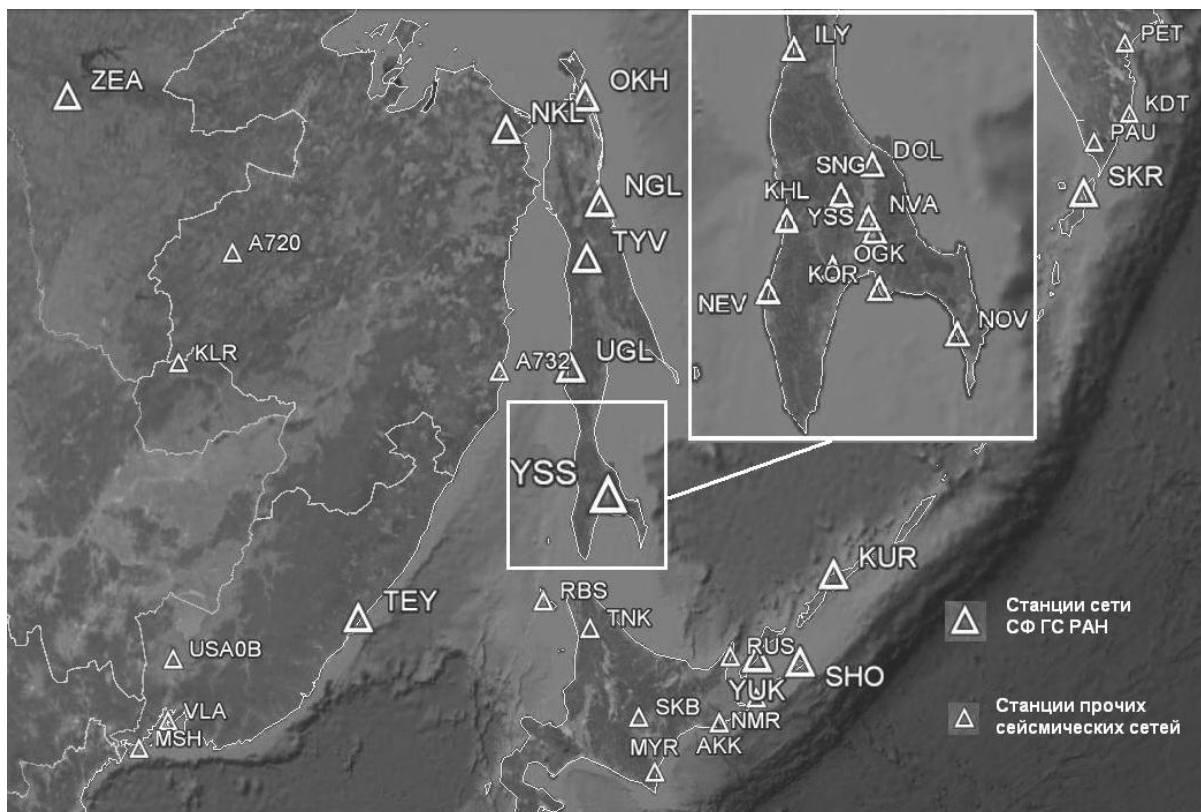 ILY
PET
ZEA
OKH
NKL
KDT
PAU
DOL
SNG
SKR
KHL
NGL
YSS
NVA
TYV
A720
OGK
KOR
NEV
NOV
UGL
KLR
A732
YSS
KUR
RBS
TEY
TNK
Станции сети
СФ ГС РАН
RUS
USA0B
SHO
YUK
VLA
SKB
NMR
AKK
MSH
MYR
Станции прочих
сейсмических сетей